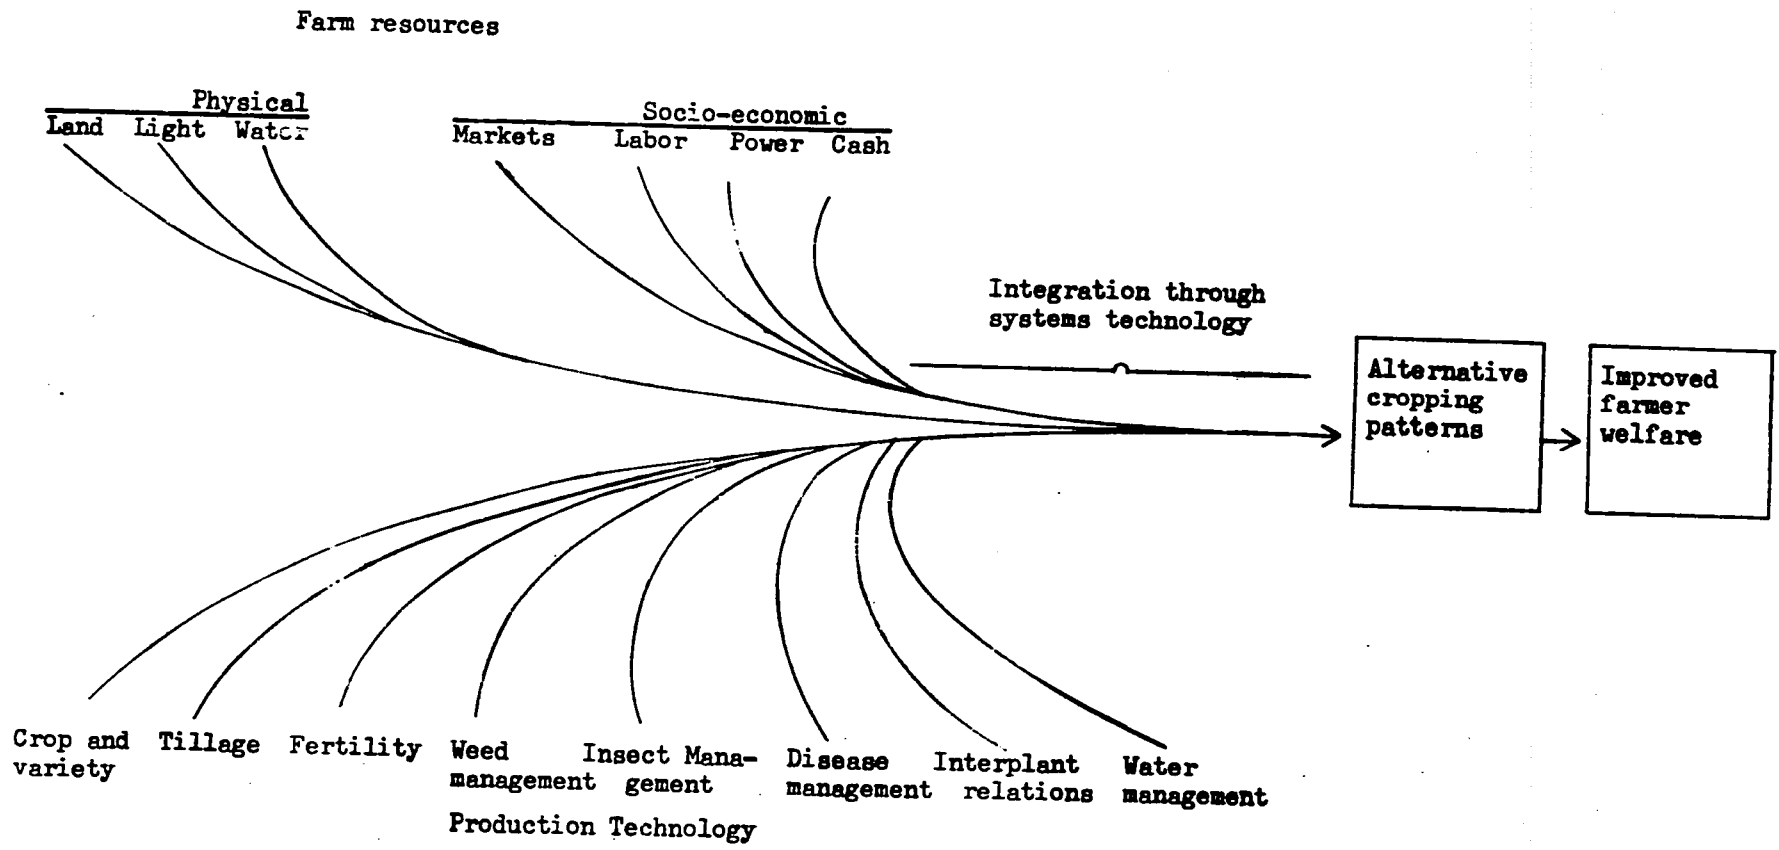 Farm resources
Physical
Land Light Water
Socio-economic
Markets Labor Power Cash
Integration through
systems technology
Alternative
cropping
patterns
Improved
farmer
welfare
Crop and
variety
Tillage
Fertility
Weed
management
Insect Mana-
gement
Disease
management
Interplant
relations
Water
management
Production Technology